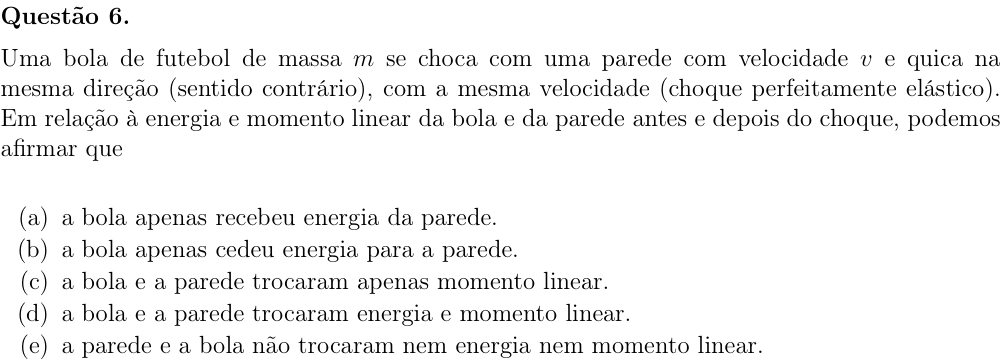 Questão 6.
Uma bola de futebol de massa m se choca com uma parede com velocidade v e quica na
mesma direção (sentido contrário), com a mesma velocidade (choque perfeitamente elástico).
Em relação à energia e momento linear da bola e da parede antes e depois do choque, podemos
afirmar que
(a) a bola apenas recebeu energia da parede.
(b) a bola apenas cedeu energia para a parede.
(c) a bola e a parede trocaram apenas momento linear.
(d) a bola e a parede trocaram energia e momento linear.
(e) a parede e a bola não trocaram nem energia nem momento linear.